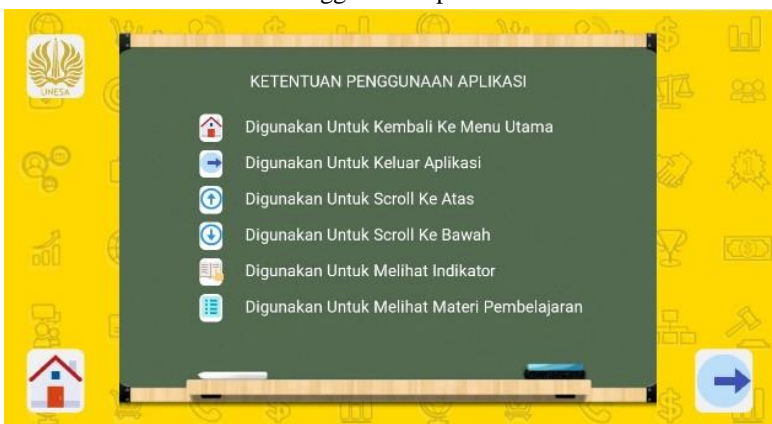 UNESA
KETENTUAN PENGGUNAAN APLIKASI
Digunakan Untuk Kembali Ke Menu Utama
Digunakan Untuk Keluar Aplikasi
Digunakan Untuk Scroll Ke Atas
Digunakan Untuk Scroll Ke Bawah
Digunakan Untuk Melihat Indikator
Digunakan Untuk Melihat Materi Pembelajaran